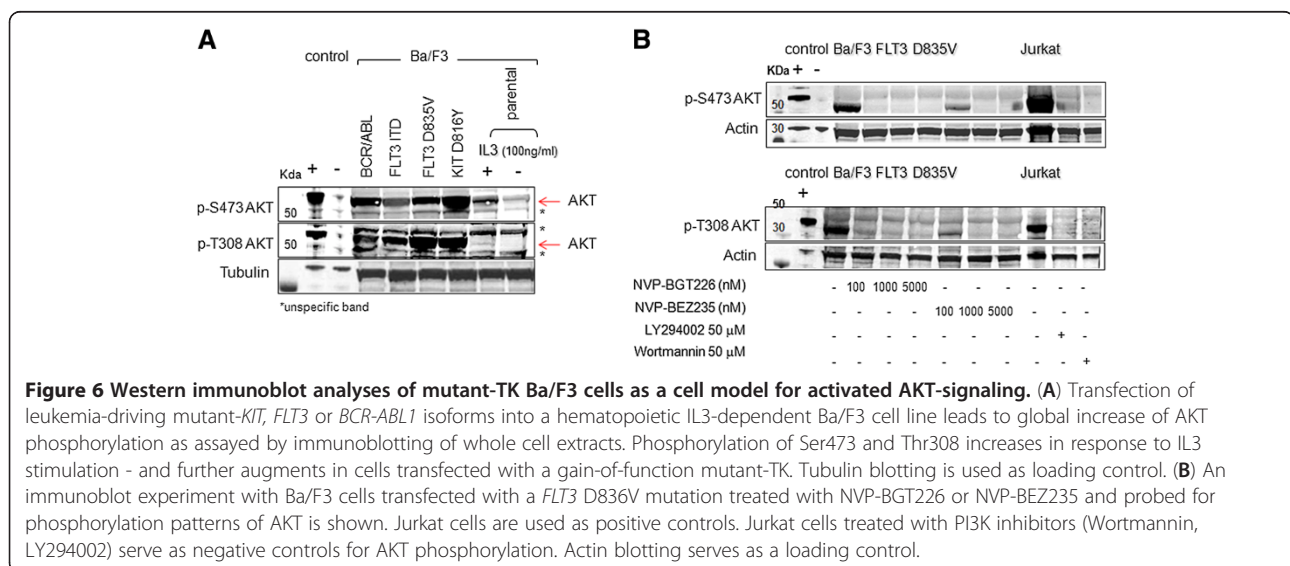 A
control
Ba/F3
BCR/ABL
FLT3 ITD
FLT3 D835V
KIT D816Y
parental
IL3 (100ng/ml)
Kda + - + -
p-S473 AKT 50 AKT
*
p-T308 AKT 50 * AKT
*
Tubulin
*unspecific band
B
control Ba/F3 FLT3 D835V Jurkat
KDa + -
p-S473 AKT 50
Actin 30
control Ba/F3 FLT3 D835V Jurkat
+
50
p-T308 AKT 30
Actin
NVP-BGT226 (nM) - 100 1000 5000 - - - - - - -
NVP-BEZ235 (nM) - - - - 100 1000 5000 - - -
LY294002 50 µM - - - - - - - - + -
Wortmannin 50 µM - - - - - - - - - +
Figure 6 Western immunoblot analyses of mutant-TK Ba/F3 cells as a cell model for activated AKT-signaling. (A) Transfection of
leukemia-driving mutant-KIT, FLT3 or BCR-ABL1 isoforms into a hematopoietic IL3-dependent Ba/F3 cell line leads to global increase of AKT
phosphorylation as assayed by immunoblotting of whole cell extracts. Phosphorylation of Ser473 and Thr308 increases in response to IL3
stimulation - and further augments in cells transfected with a gain-of-function mutant-TK. Tubulin blotting is used as loading control. (B) An
immunoblot experiment with Ba/F3 cells transfected with a FLT3 D836V mutation treated with NVP-BGT226 or NVP-BEZ235 and probed for
phosphorylation patterns of AKT is shown. Jurkat cells are used as positive controls. Jurkat cells treated with PI3K inhibitors (Wortmannin,
LY294002) serve as negative controls for AKT phosphorylation. Actin blotting serves as a loading control.